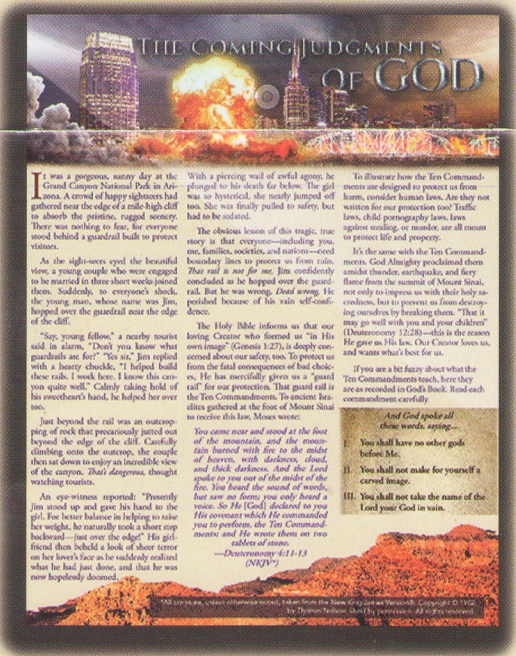 THE COMING JUDGMENTS
OF GOD
It was a gorgeous, sunny day at the
Grand Canyon National Park in Ari-
zona. A crowd of happy sightseers had
gathered near the edge of a mile-high cliff
to absorb the pristine, rugged scenery.
There was nothing to fear, for everyone
stood behind a guardrail built to protect
visitors.
As the sight-seers eyed the beautiful
view, a young couple who were engaged
to be married in three short weeks joined
them. Suddenly, to everyone's shock,
the young man, whose name was Jim,
hopped over the guardrail near the edge
of the cliff.
"Say, young fellow," a nearby tourist
said in alarm, "Don't you know what
guardrails are for?" "Yes sir," Jim replied
with a hearty chuckle, "I helped build
these rails. I work here. I know this can-
yon quite well." Calmly taking hold of
his sweetheart's hand, he helped her over
too.
Just beyond the rail was an outcrop-
ping of rock that precariously jutted out
beyond the edge of the cliff. Carefully
climbing onto the outcrop, the couple
then sat down to enjoy an incredible view
of the canyon. That's dangerous, thought
watching tourists.
An eye-witness reported: "Presently
Jim stood up and gave his hand to the
girl. For better balance in helping to raise
her weight, he naturally took a short step
backward—just over the edge!" His girl-
friend then beheld a look of sheer terror
on her lover's face as he suddenly realized
what he had just done, and that he was
now hopelessly doomed.
With a piercing wail of awful agony, he
plunged to his death far below. The girl
was so hysterical, she nearly jumped off
too. She was finally pulled to safety, but
had to be sedated.
The obvious lesson of this tragic, true
story is that everyone—including you,
me, families, societies, and nations—need
boundary lines to protect us from ruin.
That rail is not for me, Jim confidently
concluded as he hopped over the guard-
rail. But he was wrong. Dead wrong. He
perished because of his vain self-confi-
dence.
The Holy Bible informs us that our
loving Creator who formed us "in His
own image" (Genesis 1:27), is deeply con-
cerned about our safety, too. To protect us
from the fatal consequences of bad choic-
es, He has mercifully given us a "guard
rail" for our protection. That guard rail is
the Ten Commandments. To ancient Isra-
elites gathered at the foot of Mount Sinai
to receive this law, Moses wrote:
You came near and stood at the foot
of the mountain, and the moun-
tain burned with fire to the midst
of heaven, with darkness, cloud,
and thick darkness. And the Lord
spoke to you out of the midst of the
fire. You heard the sound of words,
but saw no form; you only heard a
voice. So He [God] declared to you
His covenant which He commanded
you to perform, the Ten Command-
ments; and He wrote them on two
tablets of stone.
—Deuteronomy 4:11-13
(NKJV*)
To illustrate how the Ten Command-
ments are designed to protect us from
harm, consider human laws. Are they not
written for our protection too? Traffic
laws, child pornography laws, laws
against stealing, or murder, are all meant
to protect life and property.
It's the same with the Ten Command-
ments. God Almighty proclaimed them
amidst thunder, earthquake, and fiery
flame from the summit of Mount Sinai,
not only to impress us with their holy sa-
credness, but to prevent us from destroy-
ing ourselves by breaking them. "That it
may go well with you and your children"
(Deuteronomy 12:28)—this is the reason
He gave us His law. Our Creator loves us,
and wants what's best for us.
If you are a bit fuzzy about what the
Ten Commandments teach, here they
are as recorded in God's Book. Read each
commandment carefully.
And God spoke all
these words, saying...
I. You shall have no other gods
before Me.
II. You shall not make for yourself a
carved image.
III. You shall not take the name of the
Lord your God in vain.
*All scripture, unless otherwise noted, taken from the New King James Version®. Copyright © 1982
by Thomas Nelson. Used by permission. All rights reserved.